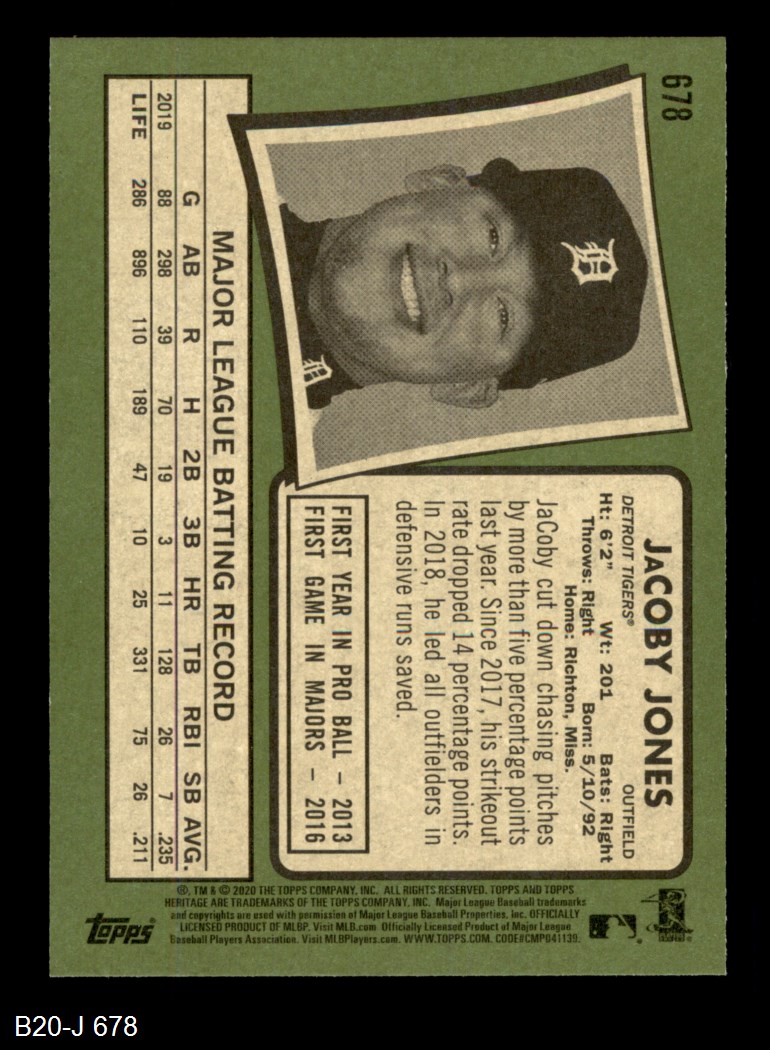 678
JACOBY JONES
DETROIT TIGERS® OUTFIELD
Ht: 6'2" Wt: 201 Bats: Right
Throws: Right Born: 5/10/92
Home: Richton, Miss.
JaCoby cut down chasing pitches
by more than five percentage points
last year. Since 2017, his strikeout
rate dropped 14 percentage points.
In 2018, he led all outfielders in
defensive runs saved.
FIRST YEAR IN PRO BALL – 2013
FIRST GAME IN MAJORS – 2016
MAJOR LEAGUE BATTING RECORD
G AB R H 2B 3B HR TB RBI SB AVG.
2019 88 298 39 70 19 3 11 128 26 7 .235
LIFE 286 896 110 189 47 10 25 331 75 26 .211
®, TM & © 2020 THE TOPPS COMPANY, INC. ALL RIGHTS RESERVED. TOPPS AND TOPPS
HERITAGE ARE TRADEMARKS OF THE TOPPS COMPANY, INC. Major League Baseball trademarks
and copyrights are used with permission of Major League Baseball Properties, Inc. OFFICIALLY
LICENSED PRODUCT OF MLBP. Visit MLB.com Officially Licensed Product of Major League
Baseball Players Association. Visit MLBPlayers.com. WWW.TOPPS.COM. CODE#CMP041139.
topps®
B20-J 678